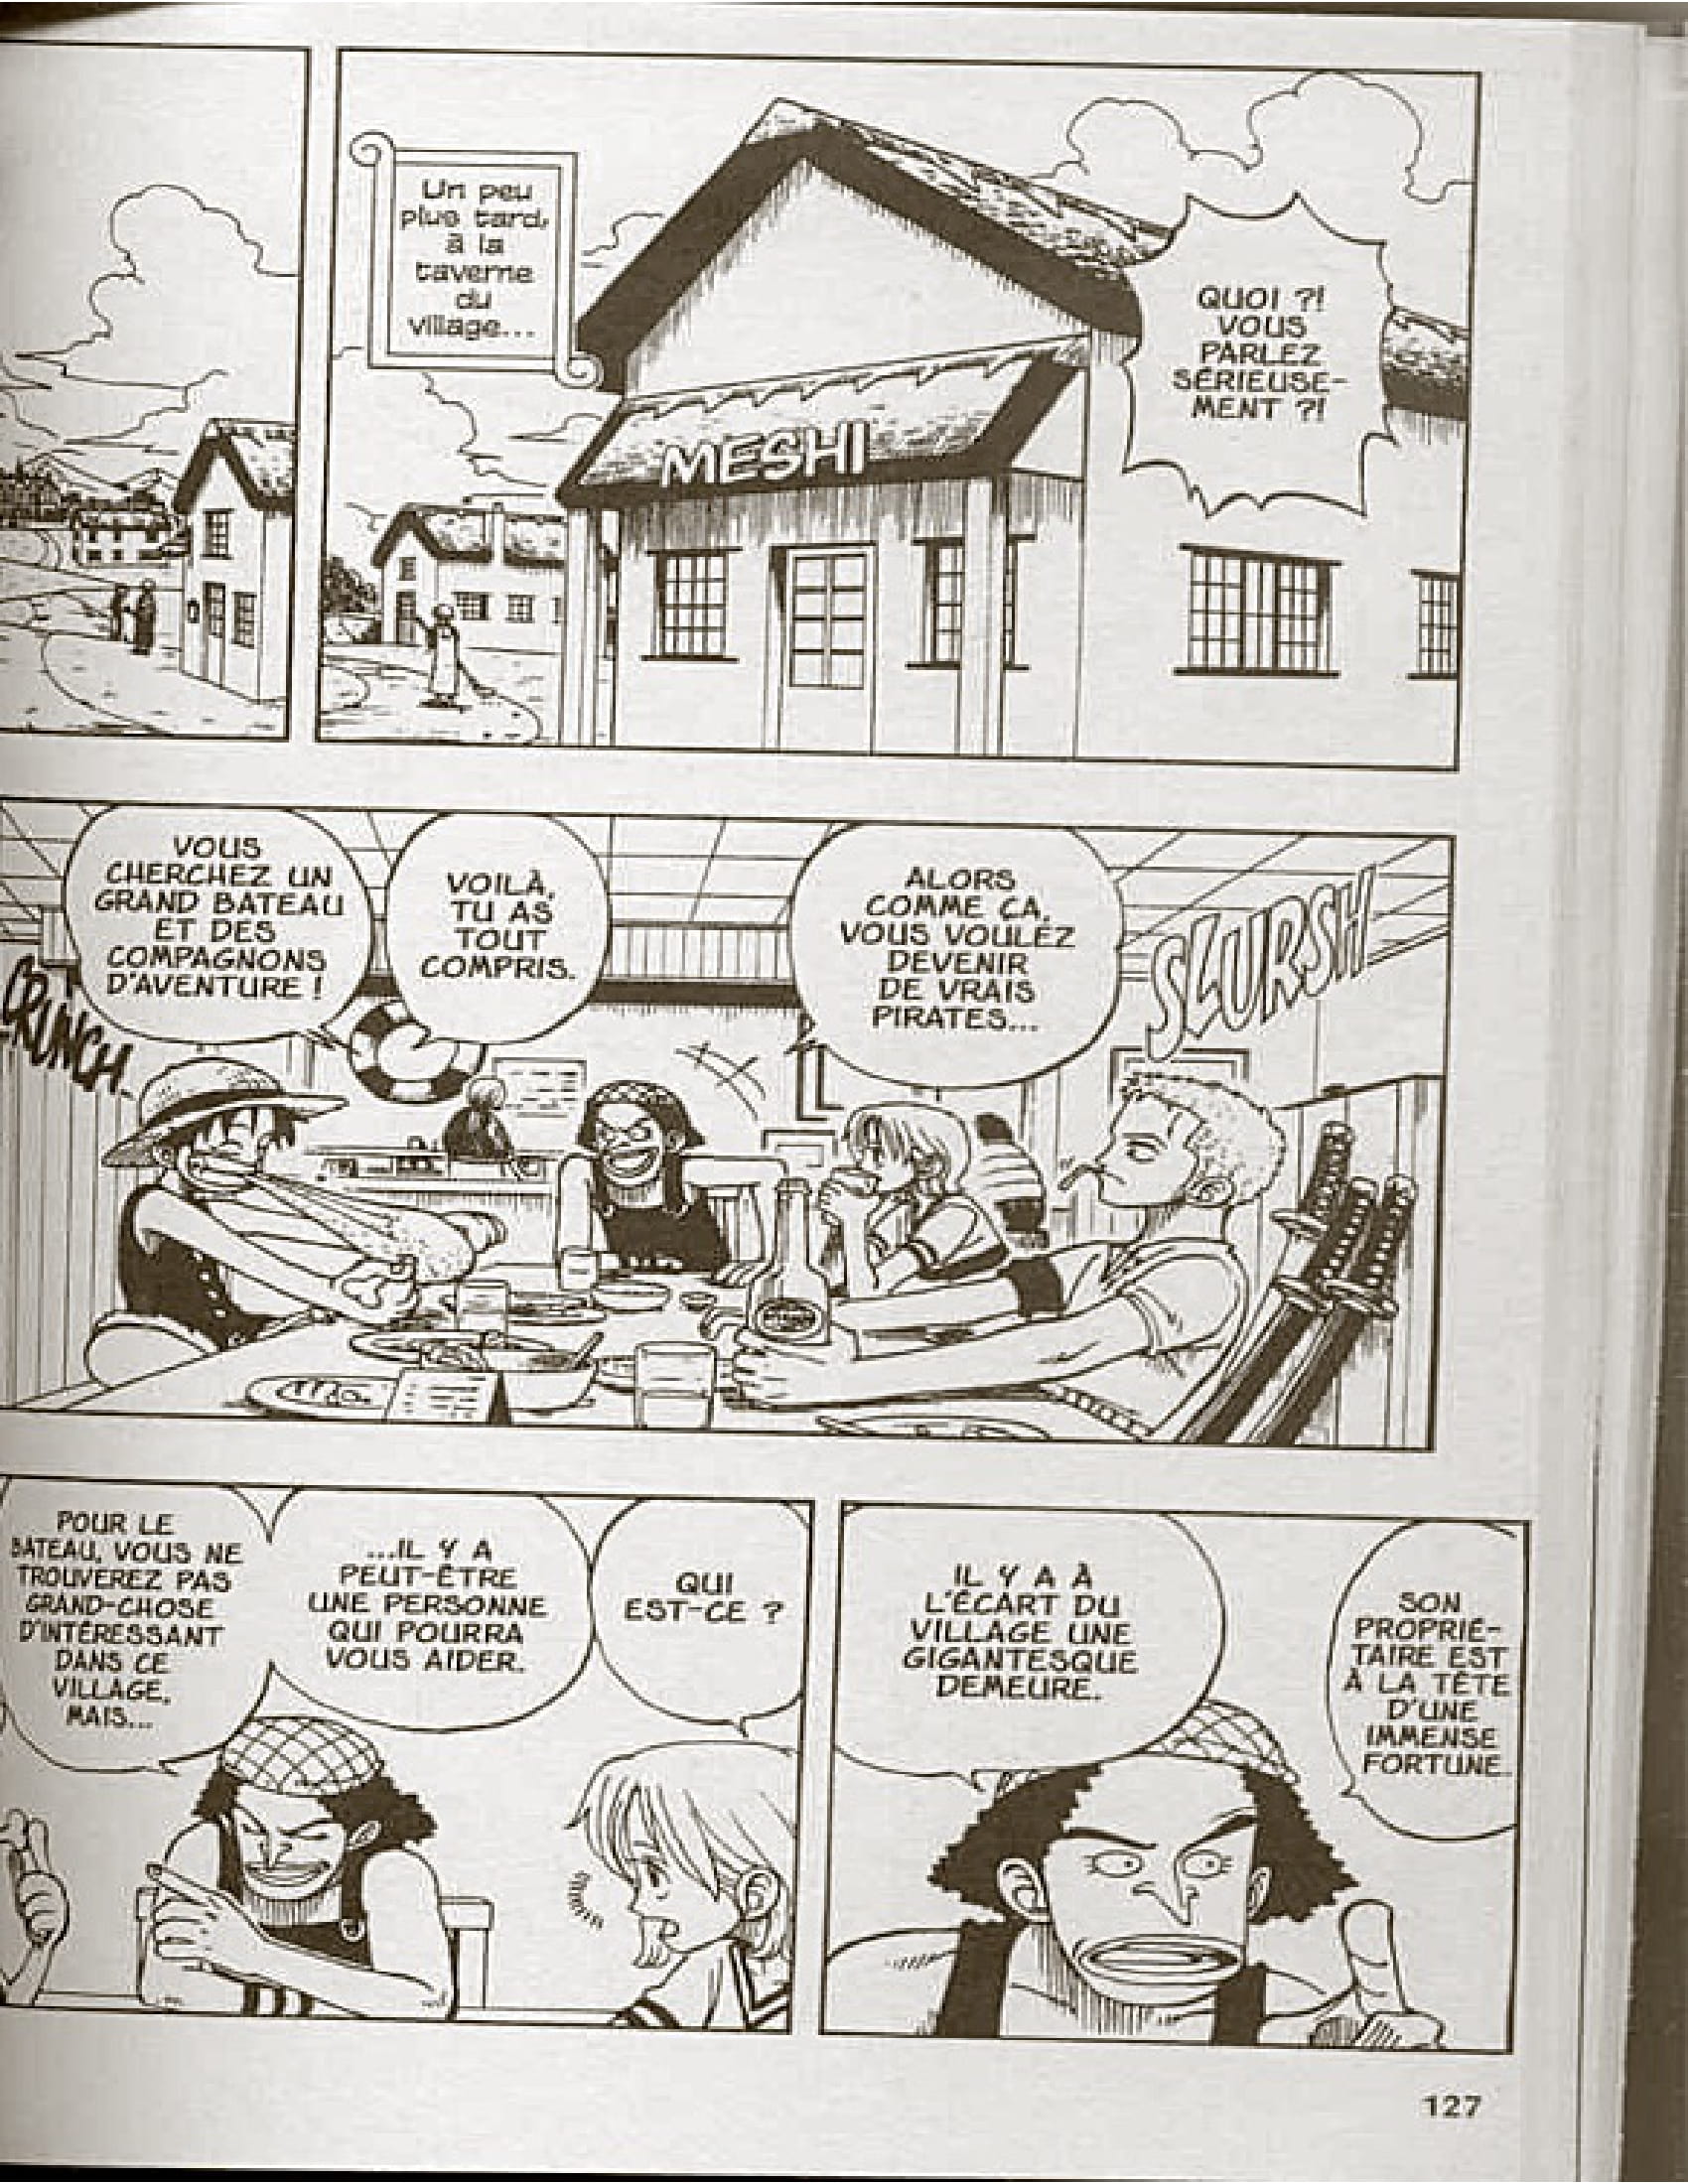 Un peu
plus tard,
à la
taverne
du
village...
QUOI ?!
VOUS
PARLEZ
SÉRIEUSE-
MENT ?!
MESHI
VOUS
CHERCHEZ UN
GRAND BATEAU
ET DES
COMPAGNONS
D'AVENTURE !
VOILÀ,
TU AS
TOUT
COMPRIS.
ALORS
COMME ÇA,
VOUS VOULEZ
DEVENIR
DE VRAIS
PIRATES...
CRUNCH
SLURSH
POUR LE
BATEAU, VOUS NE
TROUVEREZ PAS
GRAND-CHOSE
D'INTÉRESSANT
DANS CE
VILLAGE,
MAIS...
...IL Y A
PEUT-ÊTRE
UNE PERSONNE
QUI POURRA
VOUS AIDER.
QUI
EST-CE ?
IL Y A À
L'ÉCART DU
VILLAGE UNE
GIGANTESQUE
DEMEURE.
SON
PROPRIÉ-
TAIRE EST
À LA TÊTE
D'UNE
IMMENSE
FORTUNE.
127